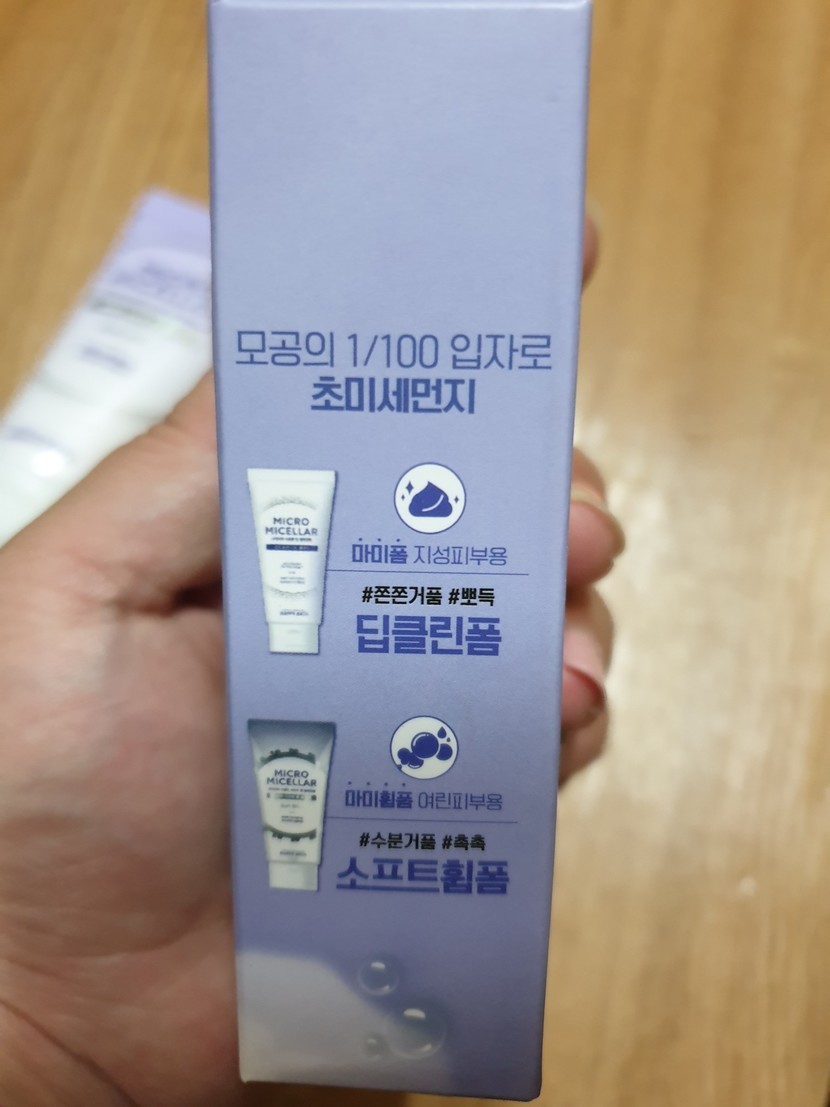 모공의 1/100 입자로
초미세먼지
MICRO
MICELLAR
마미폼 지성피부용
#쫀쫀거품 #뽀득
딥클린폼
MICRO
MICELLAR
마미휩폼 여린피부용
#수분거품 #촉촉
소프트휩폼